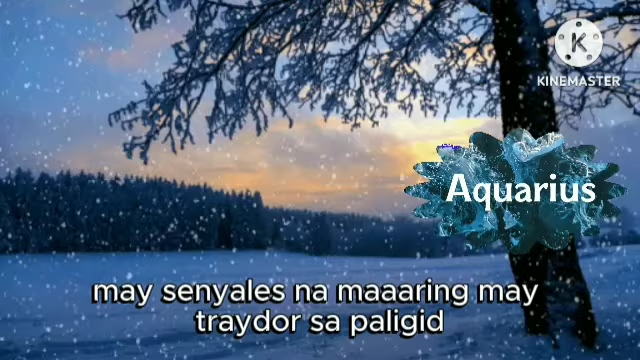 KINEMASTER
Aquarius
may senyales na maaaring may
traydor sa paligid